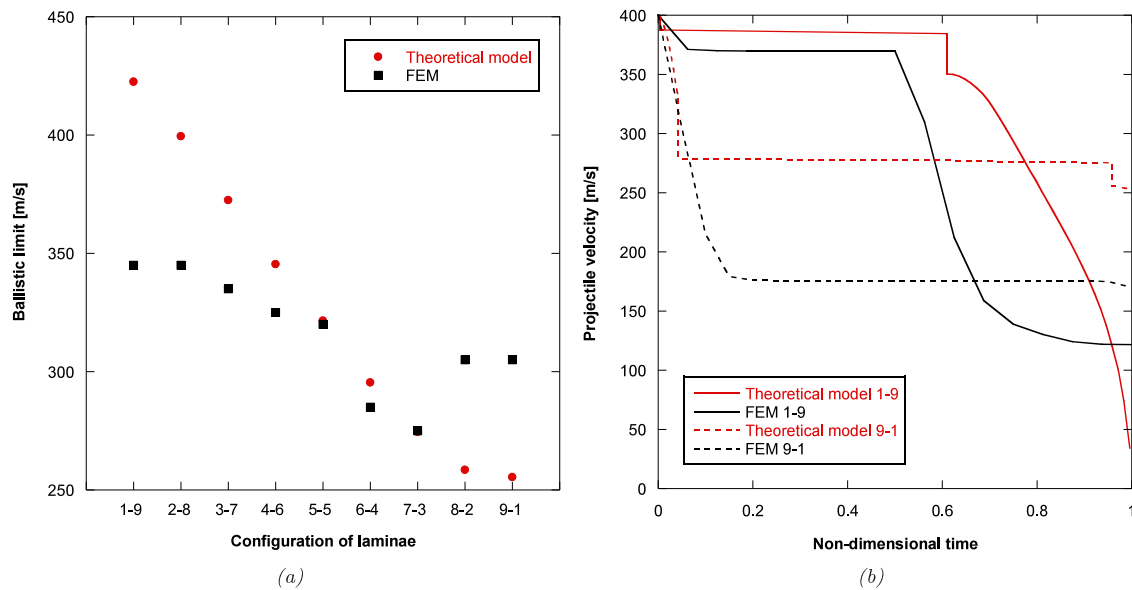 450
400
350
300
250
Ballistic limit [m/s]
Theoretical model
FEM
1-9 2-8 3-7 4-6 5-5 6-4 7-3 8-2 9-1
Configuration of laminae
(a)
400
350
300
250
200
150
100
50
0
Projectile velocity [m/s]
Theoretical model 1-9
FEM 1-9
Theoretical model 9-1
FEM 9-1
0 0.2 0.4 0.6 0.8 1
Non-dimensional time
(b)